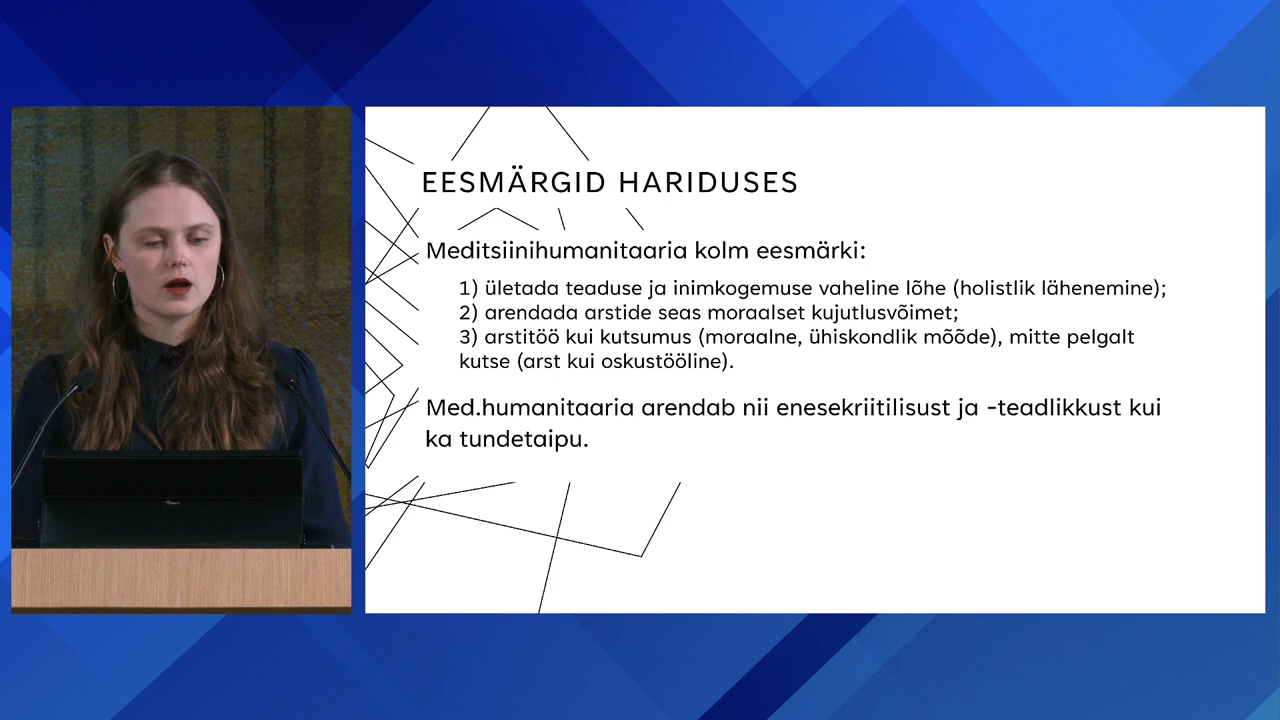 EESMÄRGID HARIDUSES
Meditsiinihumanitaaria kolm eesmärki:
1) ületada teaduse ja inimkogemuse vaheline lõhe (holistlik lähenemine);
2) arendada arstide seas moraalset kujutlusvõimet;
3) arstitöö kui kutsumus (moraalne, ühiskondlik mõõde), mitte pelgalt
kutse (arst kui oskustööline).
Med.humanitaaria arendab nii enesekriitilisust ja -teadlikkust kui
ka tundetaipu.